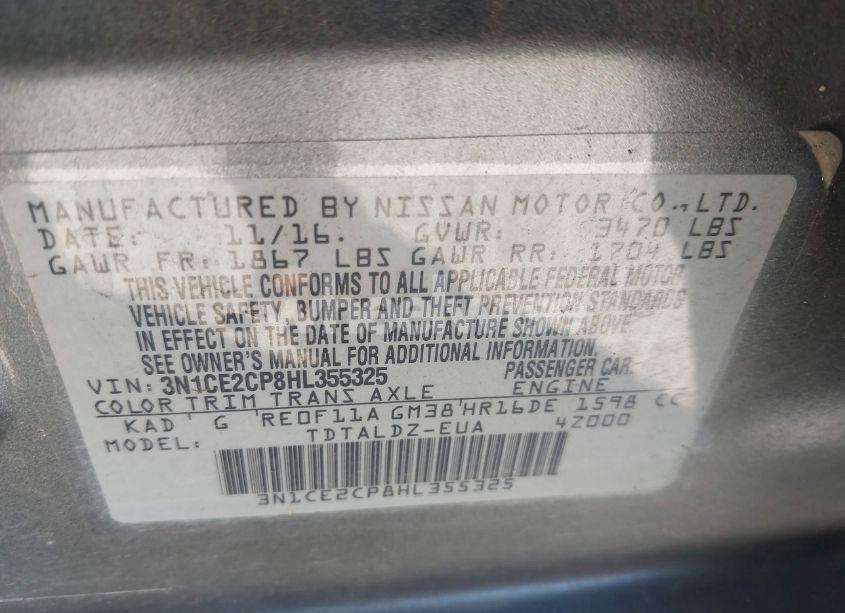 MANUFACTURED BY NISSAN MOTOR CO., LTD.
DATE: 11/16. GVWR: 3470 LBS
GAWR FR: 1867 LBS GAWR RR: 1704 LBS
THIS VEHICLE CONFORMS TO ALL APPLICABLE FEDERAL MOTOR
VEHICLE SAFETY, BUMPER AND THEFT PREVENTION STANDARDS
IN EFFECT ON THE DATE OF MANUFACTURE SHOWN ABOVE
SEE OWNER'S MANUAL FOR ADDITIONAL INFORMATION.
VIN: 3N1CE2CP8HL355325 PASSENGER CAR.
COLOR TRIM TRANS AXLE ENGINE
KAD G RE0F11A GM38 HR16DE 1598 CC
MODEL: TDTALDZ-EUA 4Z000
3N1CE2CP8HL355325